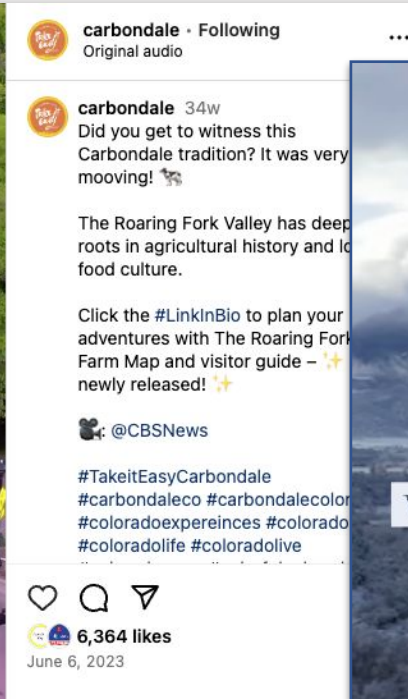 carbondale • Following
Original audio
carbondale 34w
Did you get to witness this
Carbondale tradition? It was very
mooving! 🐄
The Roaring Fork Valley has deep
roots in agricultural history and
food culture.
Click the #LinkInBio to plan your
adventures with The Roaring Fork
Farm Map and visitor guide – ✨
newly released! ✨
🎥: @CBSNews
#TakeitEasyCarbondale
#carbondaleco #carbondalecolor
#coloradoexpereinces #colorado
#coloradolife #coloradolive
6,364 likes
June 6, 2023